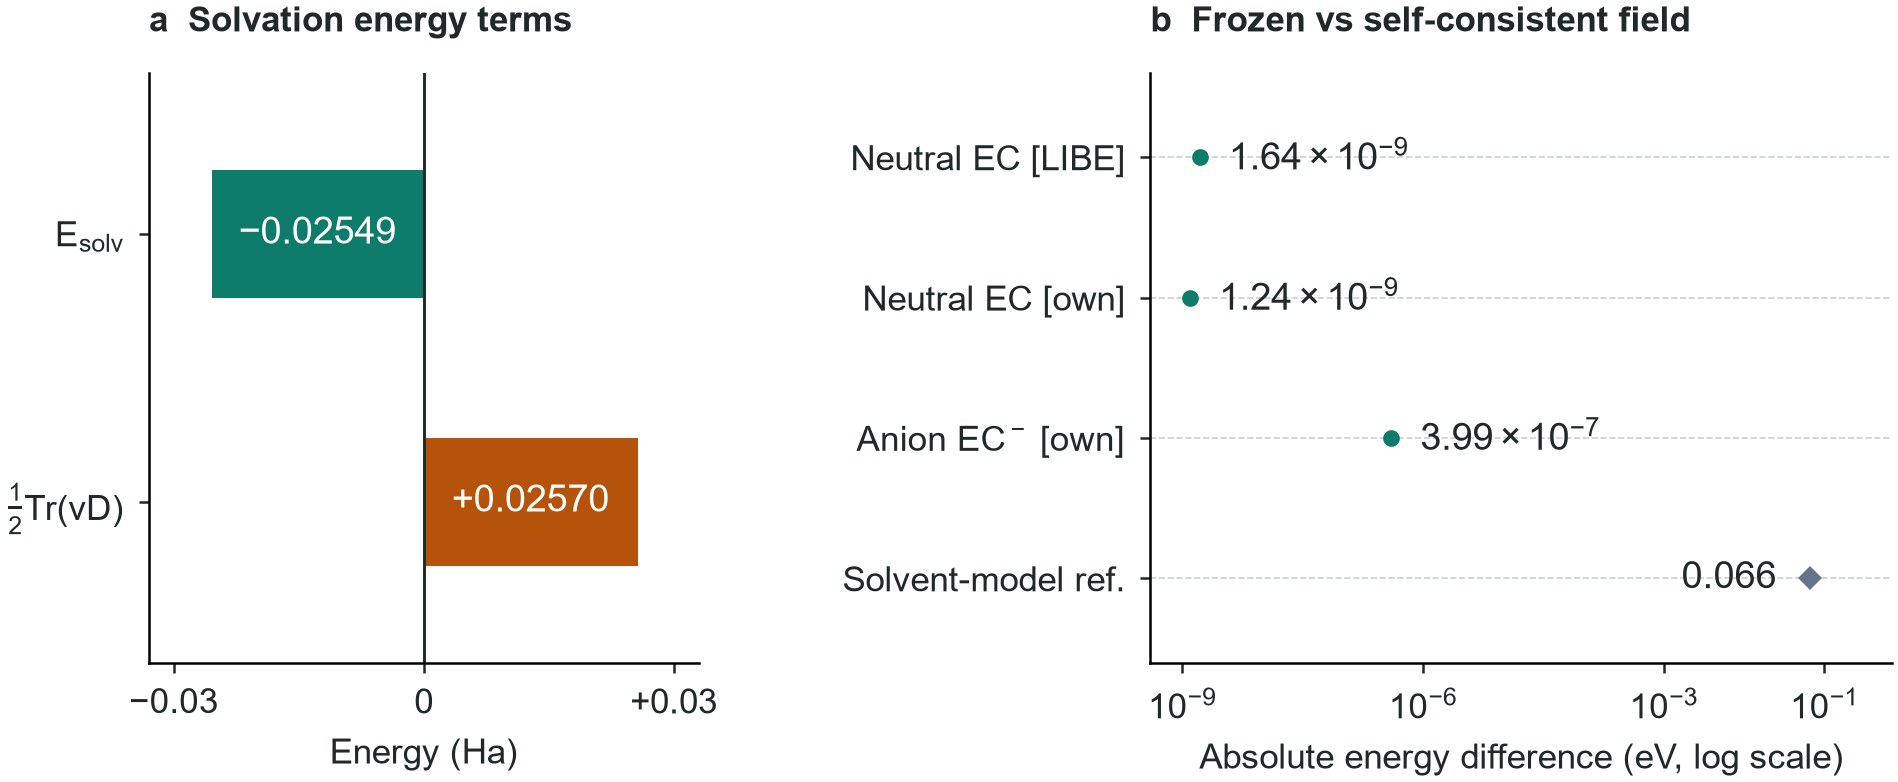 a Solvation energy terms
E_solv
−0.02549
½Tr(vD)
+0.02570
−0.03 0 +0.03
Energy (Ha)
b Frozen vs self-consistent field
Neutral EC [LIBE] 1.64 × 10⁻⁹
Neutral EC [own] 1.24 × 10⁻⁹
Anion EC⁻ [own] 3.99 × 10⁻⁷
Solvent-model ref. 0.066
10⁻⁹ 10⁻⁶ 10⁻³ 10⁻¹
Absolute energy difference (eV, log scale)